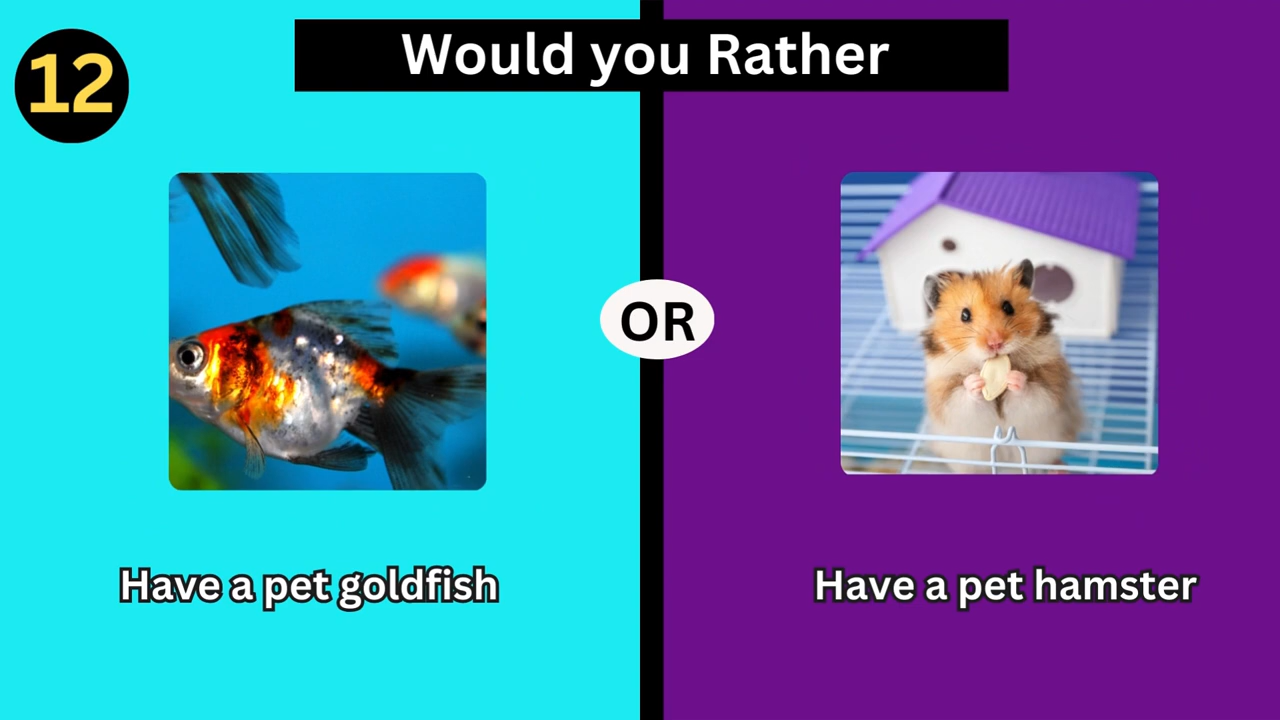 12
Would you Rather
OR
Have a pet goldfish
Have a pet hamster